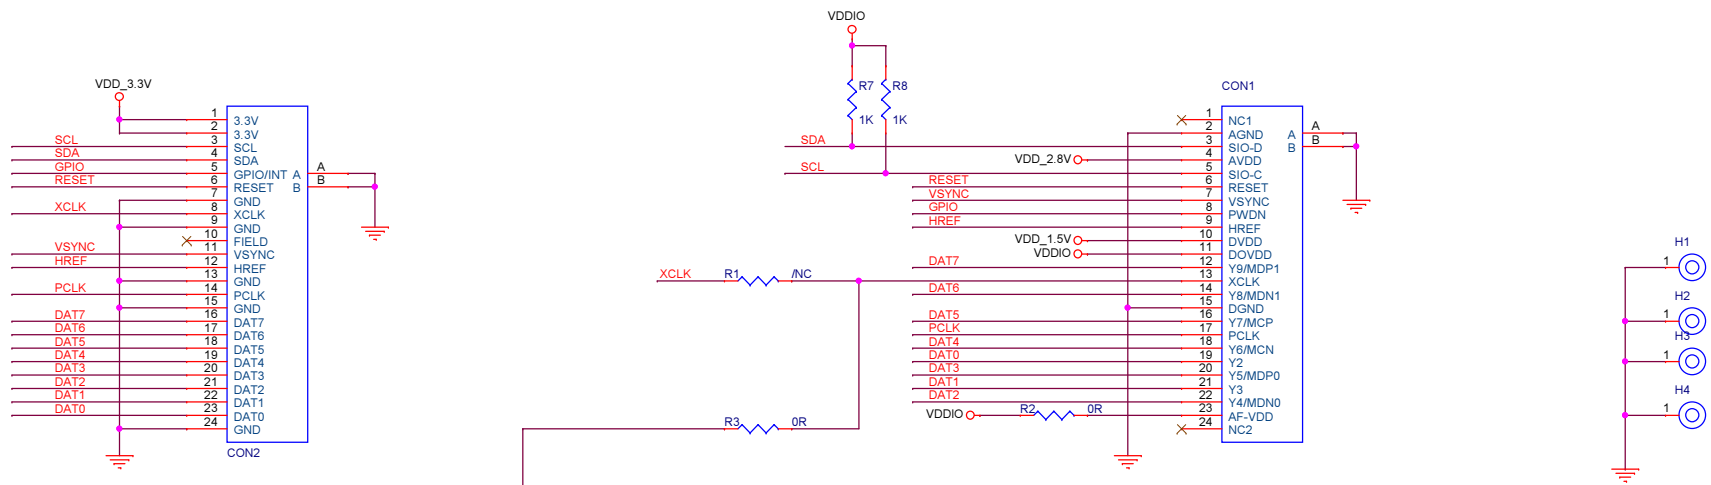 VDD_3.3V
1 3.3V
2 3.3V
SCL 3 SCL
SDA 4 SDA
GPIO 5 GPIO/INT A A
RESET 6 RESET B B
7 GND
XCLK 8 XCLK
9 GND
10 FIELD
VSYNC 11 VSYNC
HREF 12 HREF
13 GND
PCLK 14 PCLK
15 GND
DAT7 16 DAT7
DAT6 17 DAT6
DAT5 18 DAT5
DAT4 19 DAT4
DAT3 20 DAT3
DAT2 21 DAT2
DAT1 22 DAT1
DAT0 23 DAT0
24 GND
CON2
VDDIO
R7 R8
1K 1K
XCLK R1 /NC
R3 0R
CON1
1 NC1
2 AGND A A
SDA 3 SIO-D B B
VDD_2.8V 4 AVDD
SCL 5 SIO-C
RESET 6 RESET
VSYNC 7 VSYNC
GPIO 8 PWDN
HREF 9 HREF
VDD_1.5V 10 DVDD
VDDIO 11 DOVDD
DAT7 12 Y9/MDP1
13 XCLK
DAT6 14 Y8/MDN1
15 DGND
DAT5 16 Y7/MCP
PCLK 17 PCLK
DAT4 18 Y6/MCN
DAT0 19 Y2
DAT3 20 Y5/MDP0
DAT1 21 Y3
DAT2 22 Y4/MDN0
VDDIO R2 0R 23 AF-VDD
24 NC2
H1
1
H2
1
H3
1
H4
1